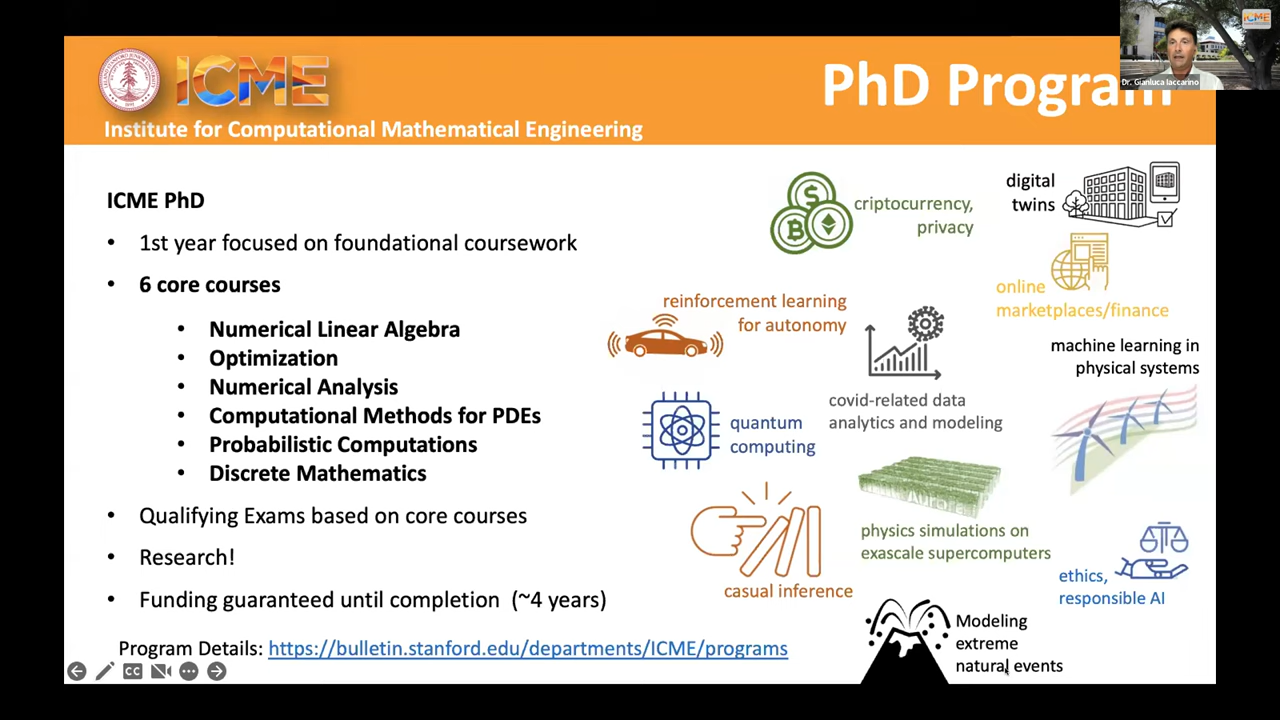 ICME
PhD Program
Institute for Computational Mathematical Engineering
ICME
Dr. Gianluca Iaccarino
ICME PhD
• 1st year focused on foundational coursework
• 6 core courses
• Numerical Linear Algebra
• Optimization
• Numerical Analysis
• Computational Methods for PDEs
• Probabilistic Computations
• Discrete Mathematics
• Qualifying Exams based on core courses
• Research!
• Funding guaranteed until completion (~4 years)
Program Details: https://bulletin.stanford.edu/departments/ICME/programs
criptocurrency,
privacy
digital
twins
online
marketplaces/finance
reinforcement learning
for autonomy
machine learning in
physical systems
covid-related data
analytics and modeling
quantum
computing
Aurora
physics simulations on
exascale supercomputers
casual inference
ethics,
responsible AI
Modeling
extreme
natural events
CC